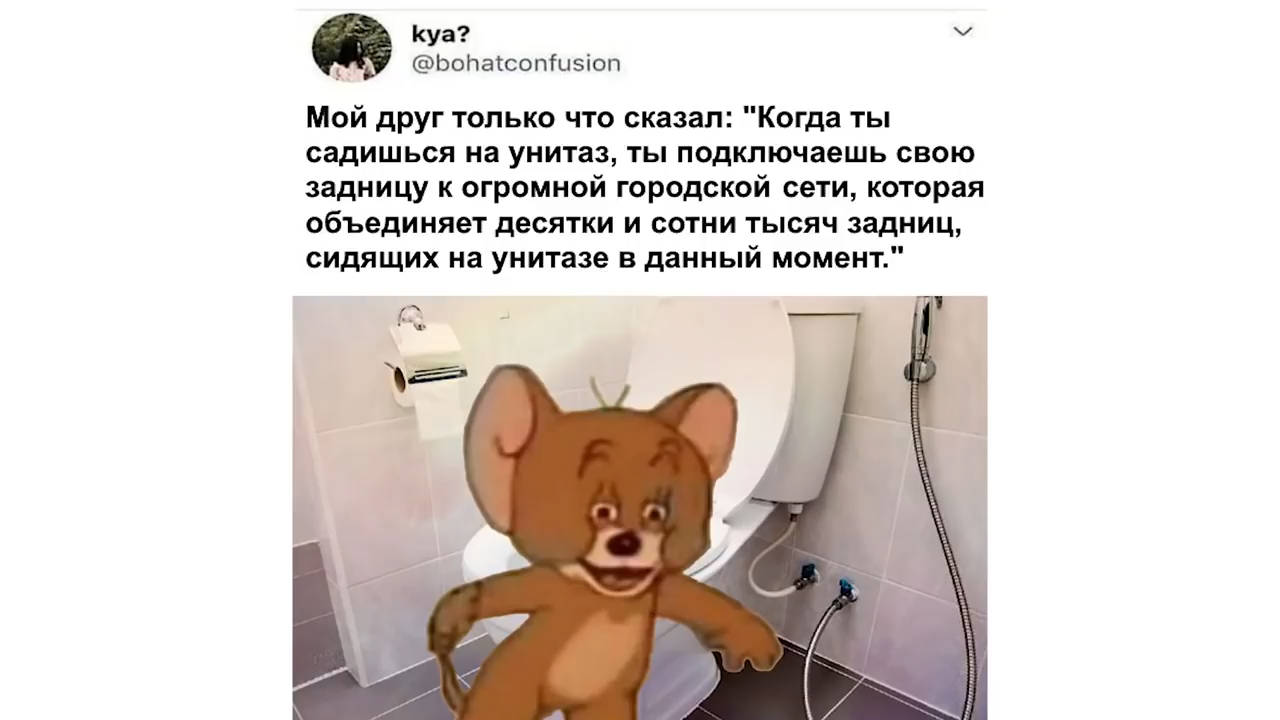 kya?
@bohatconfusion
Мой друг только что сказал: "Когда ты
садишься на унитаз, ты подключаешь свою
задницу к огромной городской сети, которая
объединяет десятки и сотни тысяч задниц,
сидящих на унитазе в данный момент."